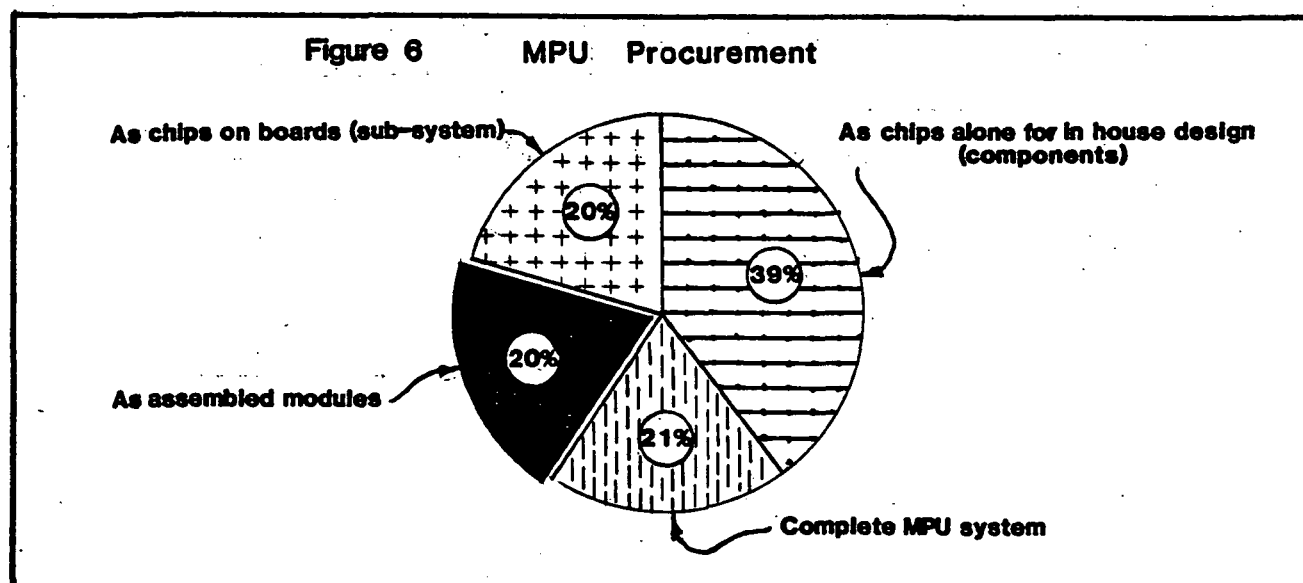 Figure 6 MPU Procurement
As chips on boards (sub-system)
As chips alone for in house design
(components)
20%
39%
20%
As assembled modules
21%
Complete MPU system